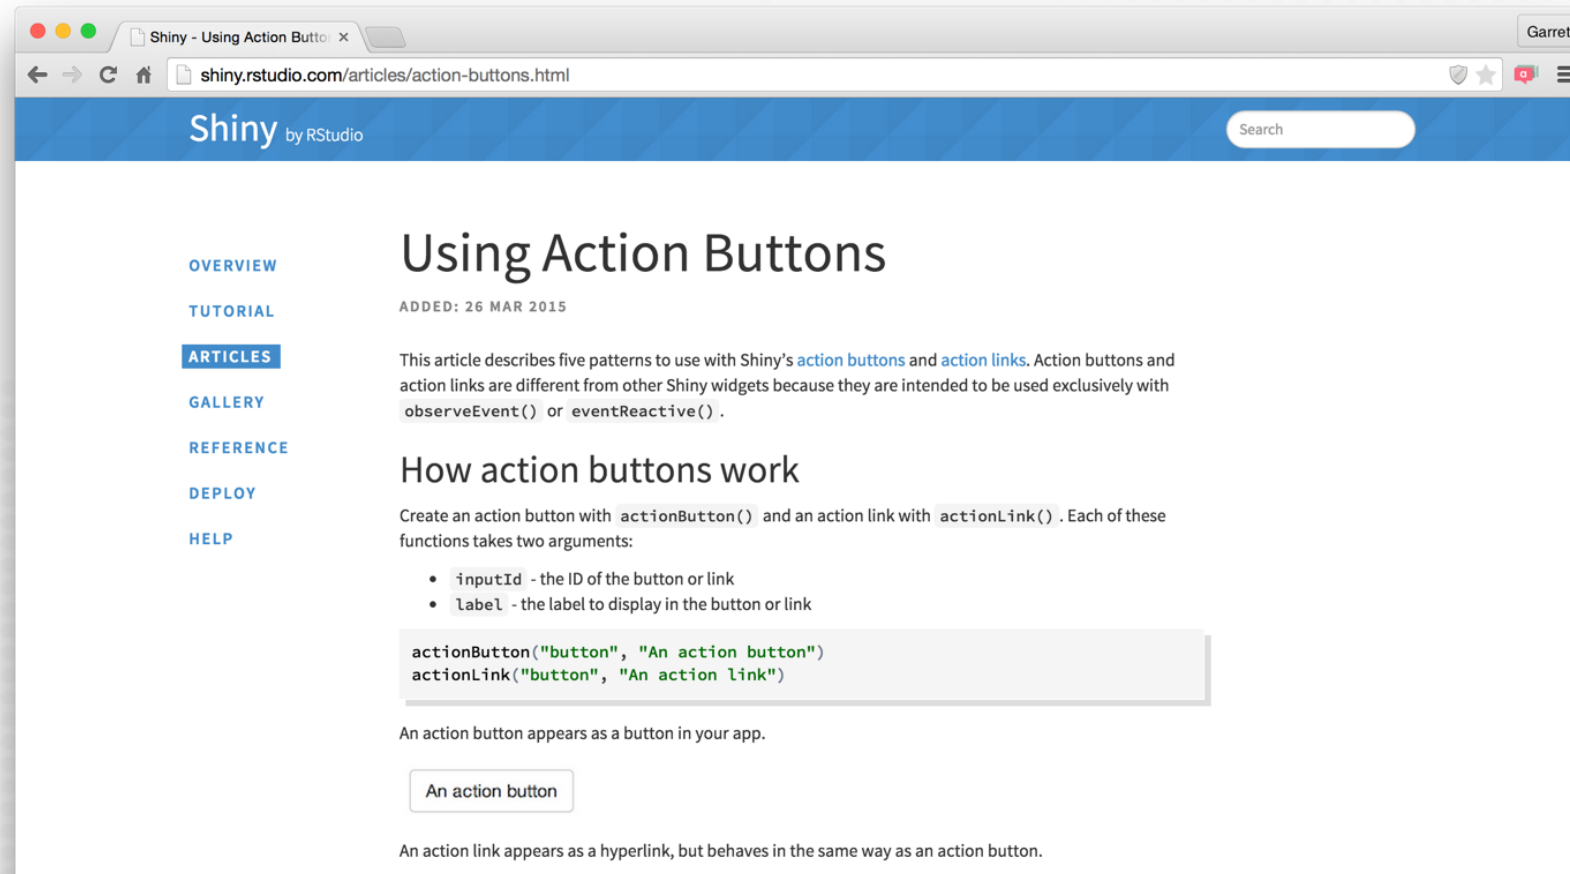 Shiny - Using Action Butto
Garret
shiny.rstudio.com/articles/action-buttons.html
Shiny by RStudio
Search
OVERVIEW
TUTORIAL
ARTICLES
GALLERY
REFERENCE
DEPLOY
HELP
Using Action Buttons
ADDED: 26 MAR 2015
This article describes five patterns to use with Shiny’s action buttons and action links. Action buttons and
action links are different from other Shiny widgets because they are intended to be used exclusively with
observeEvent() or eventReactive().
How action buttons work
Create an action button with actionButton() and an action link with actionLink(). Each of these
functions takes two arguments:
• inputId - the ID of the button or link
• label - the label to display in the button or link
actionButton("button", "An action button")
actionLink("button", "An action link")
An action button appears as a button in your app.
An action button
An action link appears as a hyperlink, but behaves in the same way as an action button.